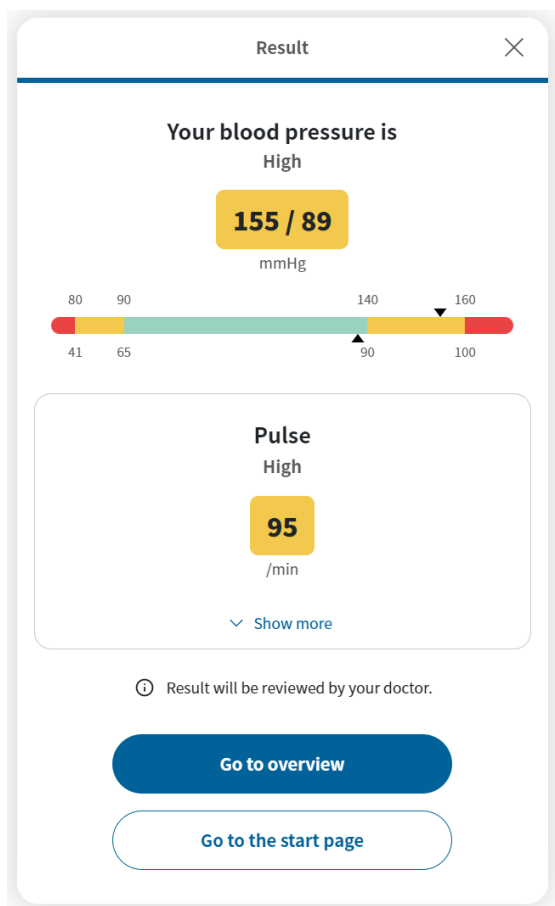 Result
Your blood pressure is
High
155 / 89
mmHg
80 90 140 160
41 65 90 100
Pulse
High
95
/min
Show more
Result will be reviewed by your doctor.
Go to overview
Go to the start page